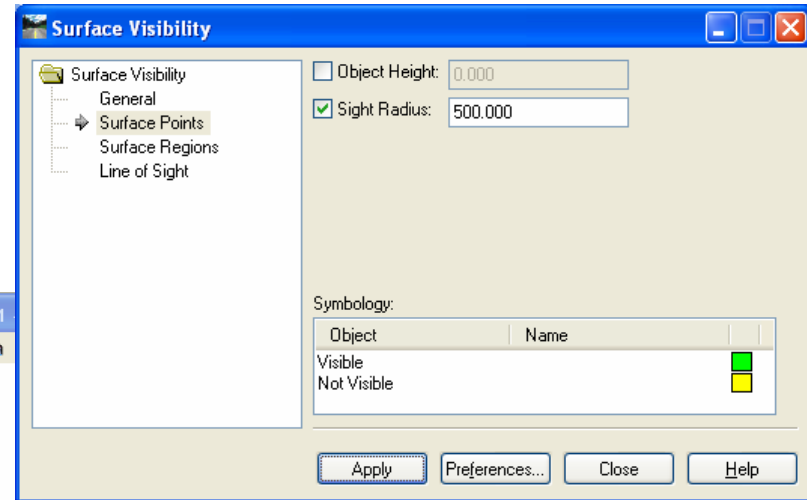 Surface Visibility
Surface Visibility
General
Surface Points
Surface Regions
Line of Sight
Object Height: 0.000
Sight Radius: 500.000
Symbology:
Object Name
Visible
Not Visible
Apply Preferences... Close Help